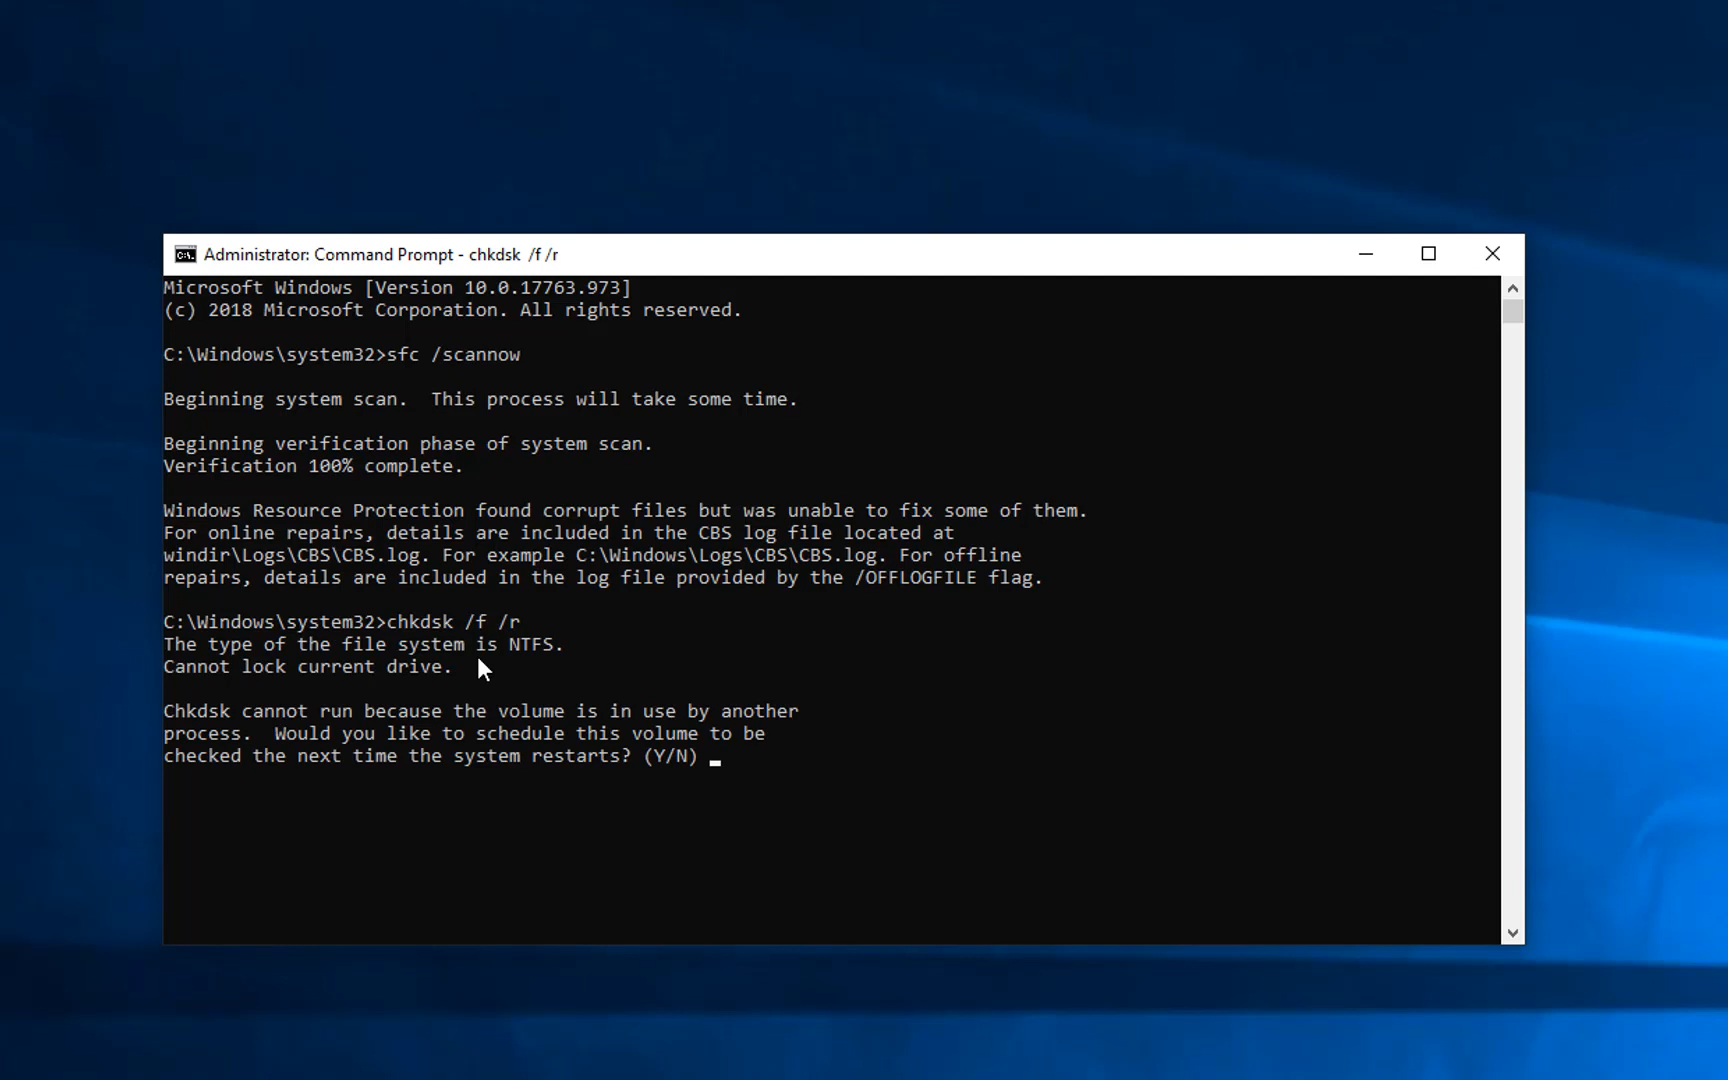 Administrator: Command Prompt - chkdsk  /f /r
Microsoft Windows [Version 10.0.17763.973]
(c) 2018 Microsoft Corporation. All rights reserved.
C:\Windows\system32>sfc /scannow
Beginning system scan.  This process will take some time.
Beginning verification phase of system scan.
Verification 100% complete.
Windows Resource Protection found corrupt files but was unable to fix some of them.
For online repairs, details are included in the CBS log file located at
windir\Logs\CBS\CBS.log. For example C:\Windows\Logs\CBS\CBS.log. For offline
repairs, details are included in the log file provided by the /OFFLOGFILE flag.
C:\Windows\system32>chkdsk /f /r
The type of the file system is NTFS.
Cannot lock current drive.
Chkdsk cannot run because the volume is in use by another
process.  Would you like to schedule this volume to be
checked the next time the system restarts? (Y/N)